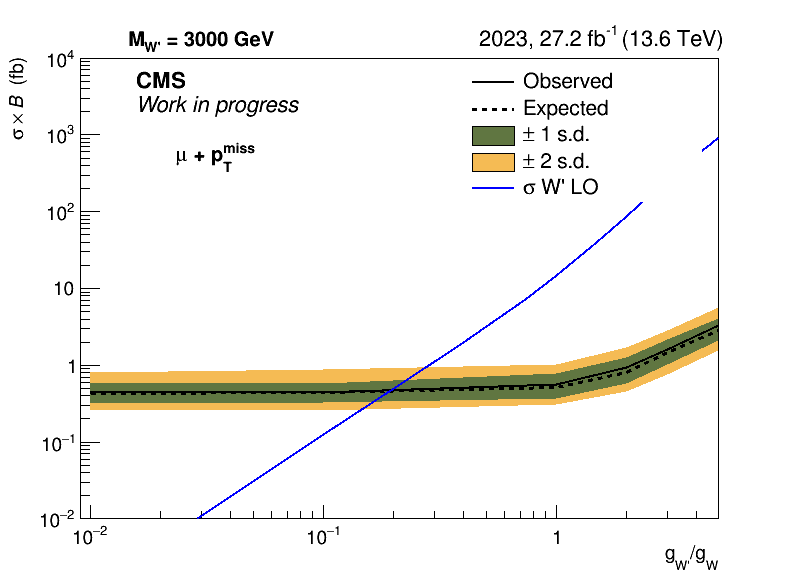 M_W' = 3000 GeV
2023, 27.2 fb⁻¹ (13.6 TeV)
σ × B (fb)
10⁴
10³
10²
10
1
10⁻¹
10⁻²
CMS
Work in progress
μ + p_T^miss
Observed
Expected
± 1 s.d.
± 2 s.d.
σ W' LO
10⁻²
10⁻¹
1
g_W'/g_W